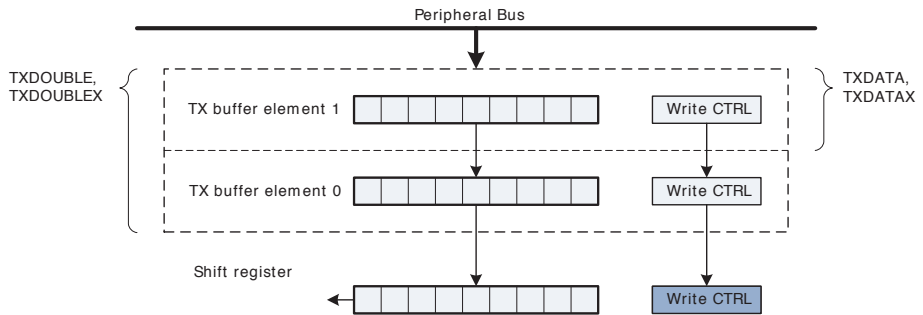 Peripheral Bus
TXDOUBLE,
TXDOUBLEX
TXDATA,
TXDATAX
TX buffer element 1
Write CTRL
TX buffer element 0
Write CTRL
Shift register
Write CTRL